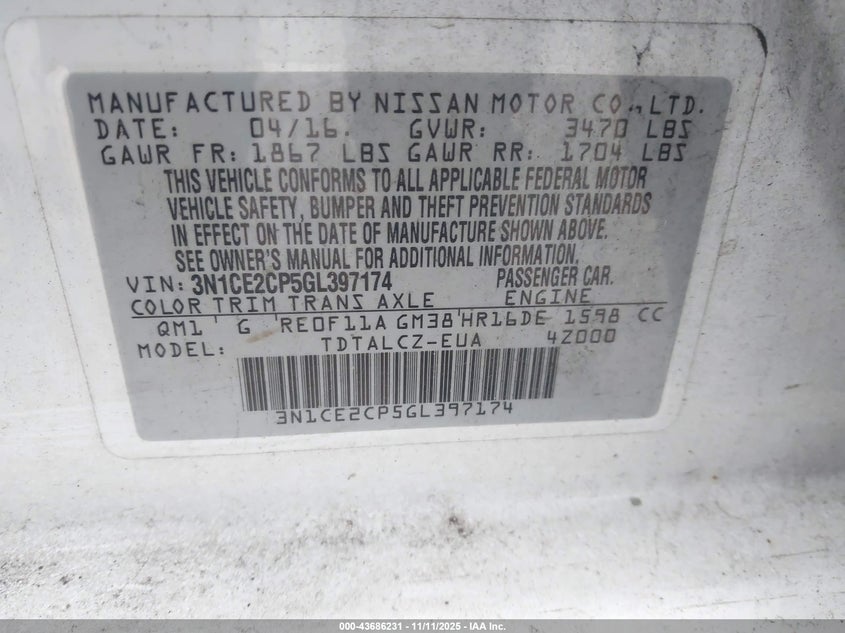 MANUFACTURED BY NISSAN MOTOR CO., LTD.
DATE: 04/16. GVWR: 3470 LBS
GAWR FR: 1867 LBS GAWR RR: 1704 LBS
THIS VEHICLE CONFORMS TO ALL APPLICABLE FEDERAL MOTOR
VEHICLE SAFETY, BUMPER AND THEFT PREVENTION STANDARDS
IN EFFECT ON THE DATE OF MANUFACTURE SHOWN ABOVE.
SEE OWNER'S MANUAL FOR ADDITIONAL INFORMATION.
VIN: 3N1CE2CP5GL397174 PASSENGER CAR.
COLOR TRIM TRANS AXLE ENGINE
QM1 G RE0F11A GM38 HR16DE 1598 CC
MODEL: TDTALCZ-EUA 4Z000
3N1CE2CP5GL397174
000-43686231 - 11/11/2025 - IAA Inc.